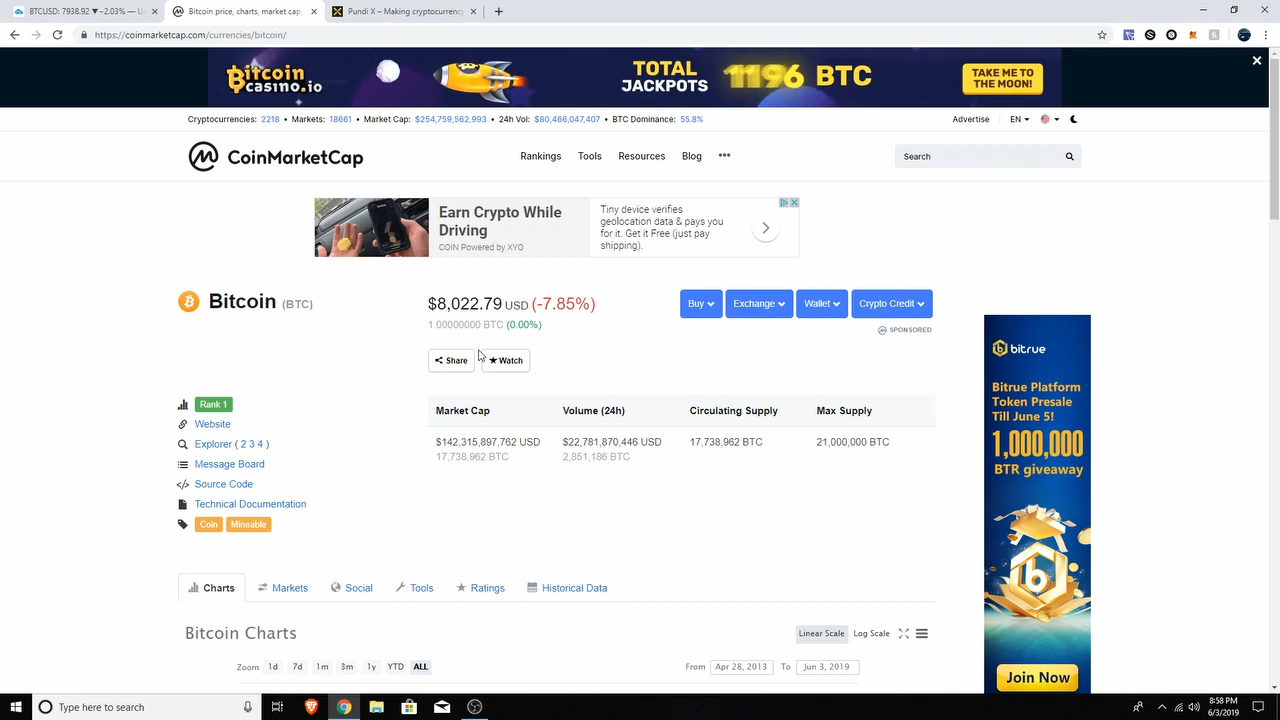 BTCUSD: 7938.92 ▼−2.03% — U
Bitcoin price, charts, market cap,
Pundi X – Making cryptocurrency
https://coinmarketcap.com/currencies/bitcoin/
Bitcoin
casino.io
TOTAL
JACKPOTS
1196 BTC
TAKE ME TO
THE MOON!
Cryptocurrencies: 2218 • Markets: 18661 • Market Cap: $254,759,562,993 • 24h Vol: $80,466,047,407 • BTC Dominance: 55.8%
Advertise
EN
CoinMarketCap
Rankings
Tools
Resources
Blog
Search
Earn Crypto While
Driving
COIN Powered by XYO
Tiny device verifies
geolocation data & pays
you for it. Get it Free (just pay
shipping).
Bitcoin (BTC)
$8,022.79 USD (-7.85%)
1.00000000 BTC (0.00%)
Buy
Exchange
Wallet
Crypto Credit
SPONSORED
Share
Watch
Rank 1
Website
Explorer ( 2 3 4 )
Message Board
Source Code
Technical Documentation
Coin
Mineable
Market Cap
Volume (24h)
Circulating Supply
Max Supply
$142,315,897,762 USD
$22,781,870,446 USD
17,738,962 BTC
21,000,000 BTC
17,738,962 BTC
2,851,186 BTC
bitrue
Bitrue Platform
Token Presale
Till June 5!
1,000,000
BTR giveaway
Join Now
Charts
Markets
Social
Tools
Ratings
Historical Data
Bitcoin Charts
Linear Scale
Log Scale
Zoom 1d 7d 1m 3m 1y YTD ALL
From Apr 28, 2013 To Jun 3, 2019
Type here to search
8:58 PM
6/3/2019